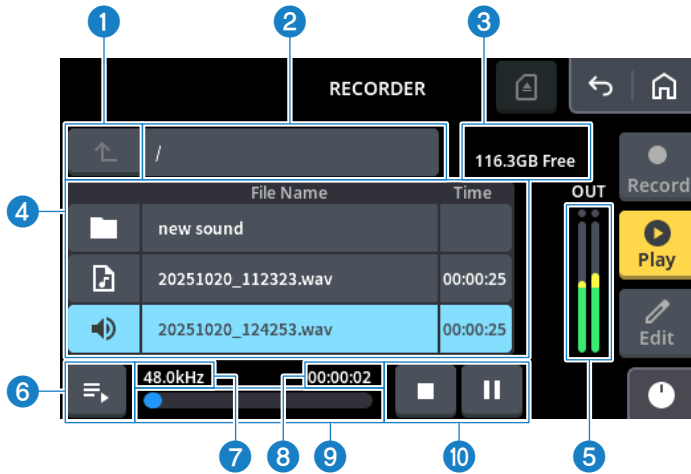 1 2 3
RECORDER
/
116.3GB Free
Record
File Name Time OUT
4
new sound
Play
20251020_112323.wav 00:00:25
20251020_124253.wav 00:00:25
Edit
6
48.0kHz 00:00:02
7 8 9 10 5